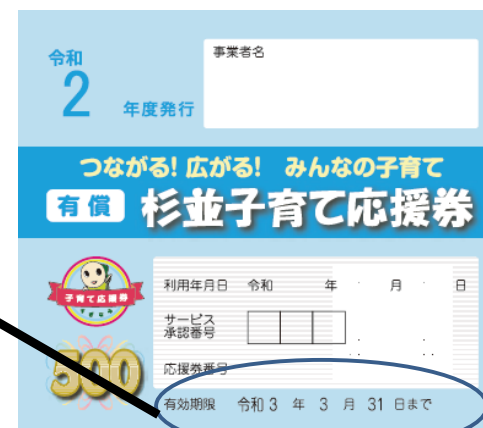 令和
2 年度発行
事業者名
つながる! 広がる! みんなの子育て
有償 杉並子育て応援券
子育て応援券
すぎなみ
500
利用年月日 令和 年 月 日
サービス
承認番号
応援券番号
有効期限 令和 3 年 3 月 31 日まで